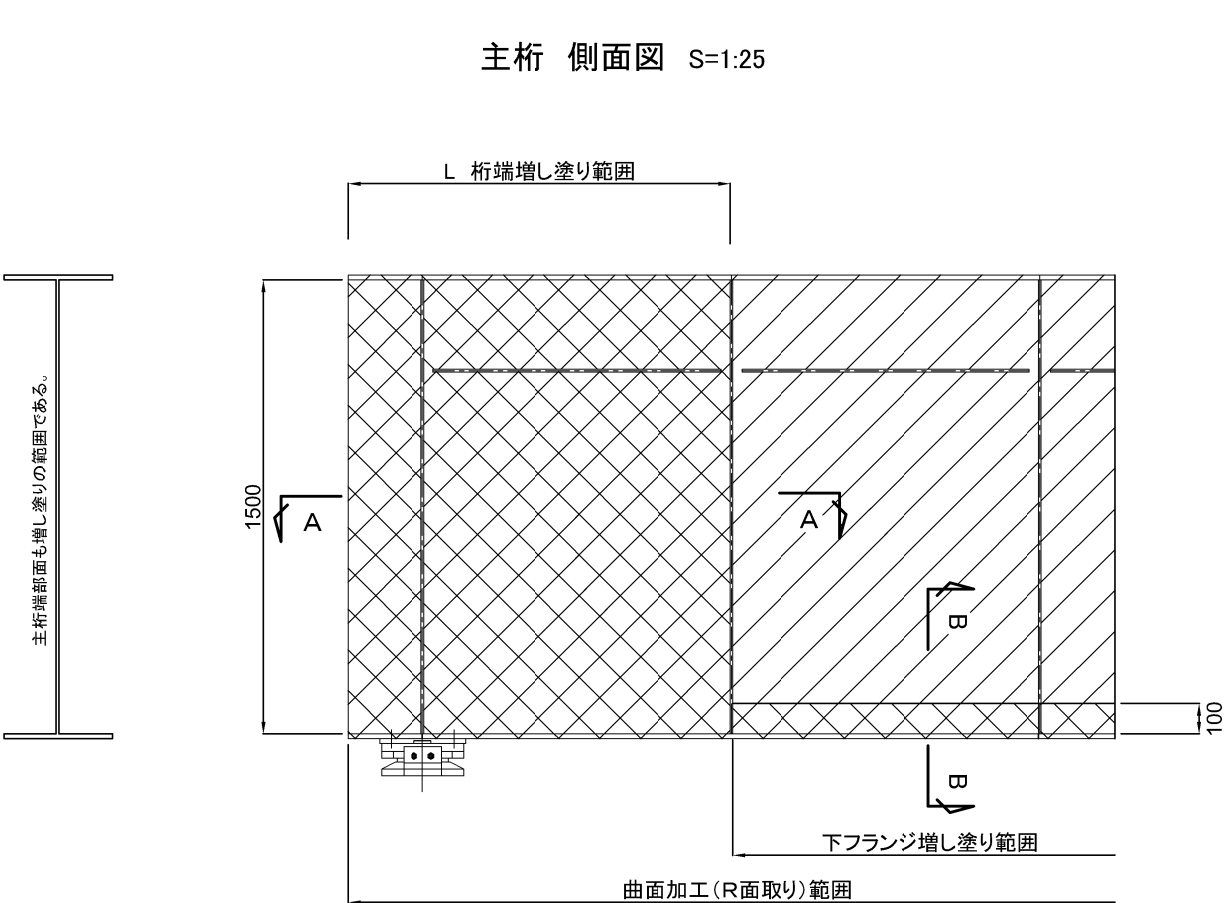 主桁 側面図 S=1:25
L 桁端増し塗り範囲
主桁端部面も増し塗りの範囲である。
1500
A
A
B
100
B
下フランジ増し塗り範囲
曲面加工(R面取り)範囲